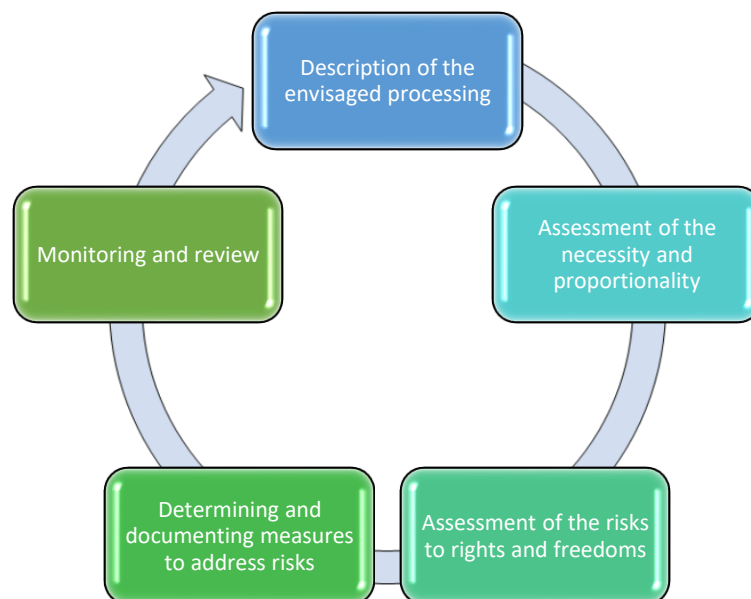 Description of the
envisaged processing
Assessment of the
necessity and
proportionality
Assessment of the risks
to rights and freedoms
Determining and
documenting measures
to address risks
Monitoring and review